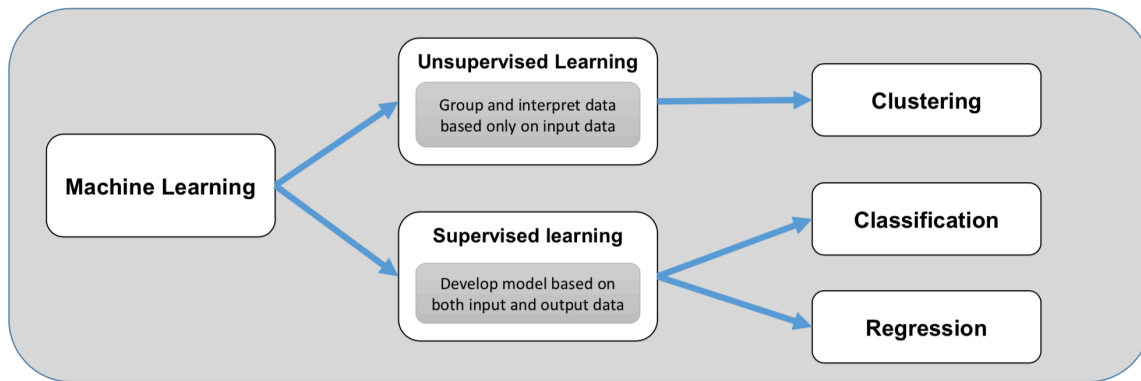 Machine Learning
Unsupervised Learning
Group and interpret data
based only on input data
Supervised learning
Develop model based on
both input and output data
Clustering
Classification
Regression